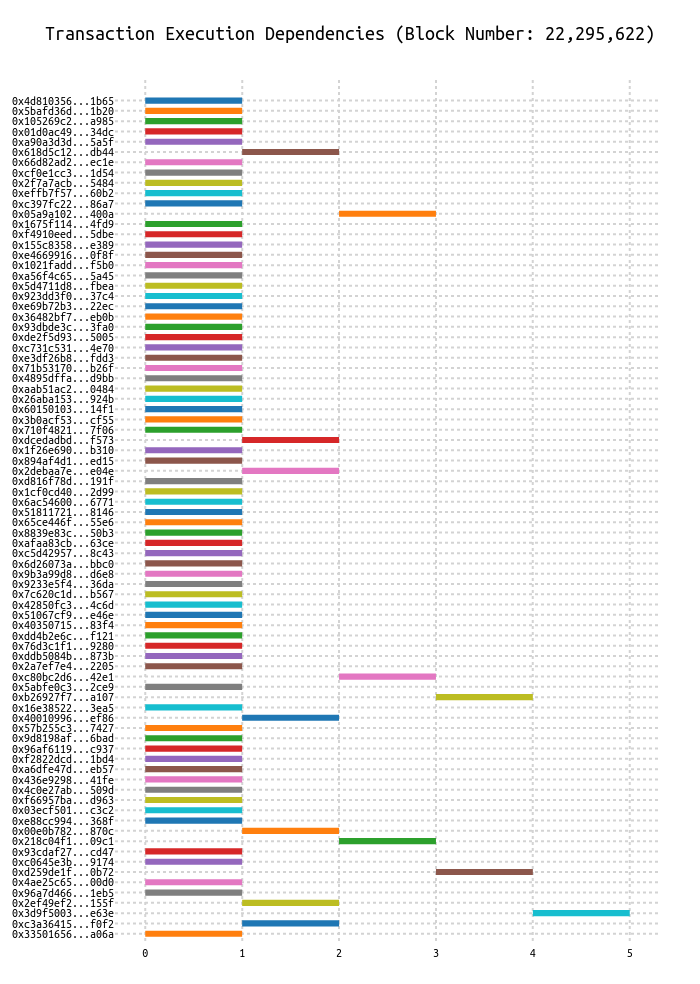 Transaction Execution Dependencies (Block Number: 22,295,622)
0x4d810356...1b65
0x5bafd36d...1b20
0x105269c2...a985
0x01d0ac49...34dc
0xa90a3d3d...5a5f
0x618d5c12...db44
0x66d82ad2...ec1e
0xcf0e1cc3...1d54
0x2f7a7acb...5484
0xeffb7f57...60b2
0xc397fc22...86a7
0x05a9a102...400a
0x1675f114...4fd9
0xf4910eed...5dbe
0x155c8358...e389
0xe4669916...0f8f
0x1021fadd...f5b0
0xa56f4c65...5a45
0x5d4711d8...fbea
0x923dd3f0...37c4
0xe69b72b3...22ec
0x36482bf7...eb0b
0x93dbde3c...3fa0
0xde2f5d93...5005
0xc731c531...4e70
0xe3df26b8...fdd3
0x71b53170...b26f
0x4895dffa...d9bb
0xaab51ac2...0484
0x26aba153...924b
0x60150103...14f1
0x3b0acf53...cf55
0x710f4821...7f06
0xdcedadbd...f573
0x1f26e690...b310
0x894af4d1...ed15
0x2debaa7e...e04e
0xd816f78d...191f
0x1cf0cd40...2d99
0x6ac54600...6771
0x51811721...8146
0x65ce446f...55e6
0x8839e83c...50b3
0xafaa83cb...63ce
0xc5d42957...8c43
0x6d26073a...bbc0
0x9b3a99d8...d6e8
0x9233e5f4...36da
0x7c620c1d...b567
0x42850fc3...4c6d
0x51067cf9...e46e
0x40350715...83f4
0xdd4b2e6c...f121
0x76d3c1f1...9280
0xddb5084b...873b
0x2a7ef7e4...2205
0xc80bc2d6...42e1
0x5abfe0c3...2ce9
0xb26927f7...a107
0x16e38522...3ea5
0x40010996...ef86
0x57b255c3...7427
0x9d8198af...6bad
0x96af6119...c937
0xf2822dcd...1bd4
0xa6dfe47d...eb57
0x436e9298...41fe
0x4c0e27ab...509d
0xf66957ba...d963
0x03ecf501...c3c2
0xe88cc994...368f
0x00e0b782...870c
0x218c04f1...09c1
0x93cdaf27...cd47
0xc0645e3b...9174
0xd259de1f...0b72
0x4ae25c65...00d0
0x96a7d466...1eb5
0x2ef49ef2...155f
0x3d9f5003...e63e
0xc3a36415...f0f2
0x33501656...a06a
0 1 2 3 4 5